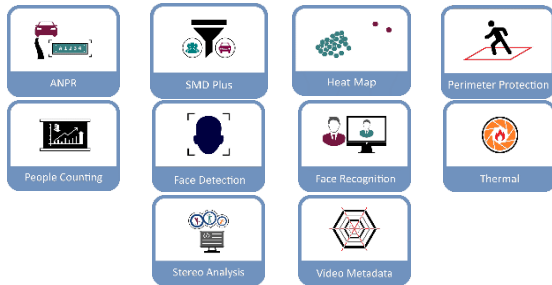 A1234
ANPR
SMD Plus
Heat Map
Perimeter Protection
People Counting
Face Detection
Face Recognition
Thermal
Stereo Analysis
Video Metadata